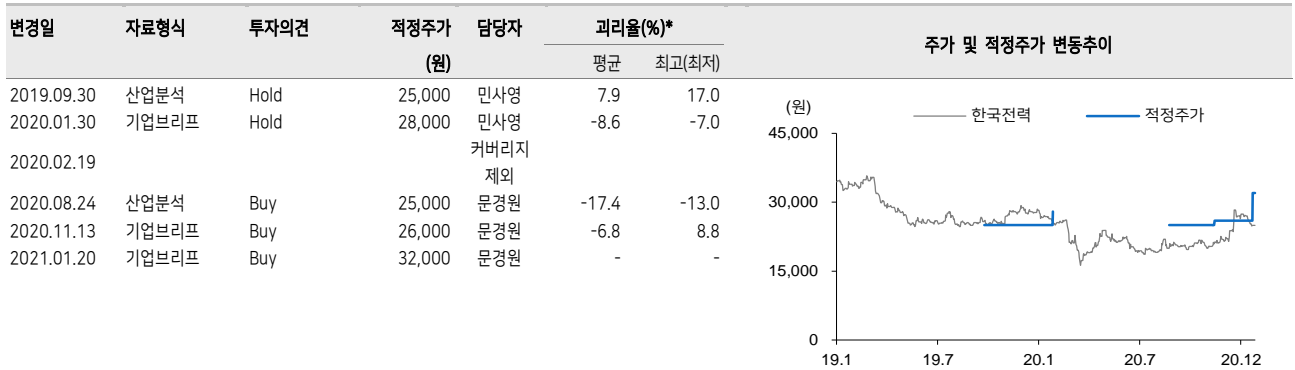 변경일 자료형식 투자의견 적정주가 담당자 괴리율(%)* 주가 및 적정주가 변동추이
(원) 평균 최고(최저)
2019.09.30 산업분석 Hold 25,000 민사영 7.9 17.0
2020.01.30 기업브리프 Hold 28,000 민사영 -8.6 -7.0
2020.02.19 커버리지
제외
2020.08.24 산업분석 Buy 25,000 문경원 -17.4 -13.0
2020.11.13 기업브리프 Buy 26,000 문경원 -6.8 8.8
2021.01.20 기업브리프 Buy 32,000 문경원 - -
(원) 한국전력 적정주가
45,000
30,000
15,000
0
19.1 19.7 20.1 20.7 20.12